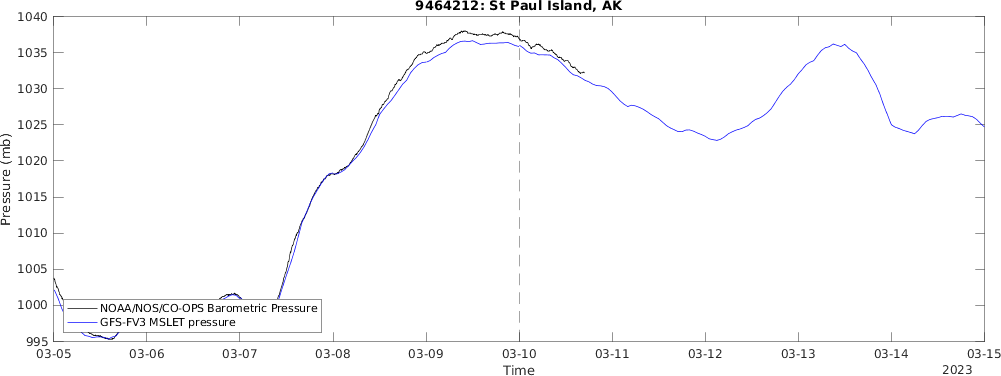 9464212: St Paul Island, AK
1040
1035
1030
1025
1020
1015
1010
1005
1000
995
Pressure (mb)
NOAA/NOS/CO-OPS Barometric Pressure
GFS-FV3 MSLET pressure
03-05 03-06 03-07 03-08 03-09 03-10 03-11 03-12 03-13 03-14 03-15
Time
2023